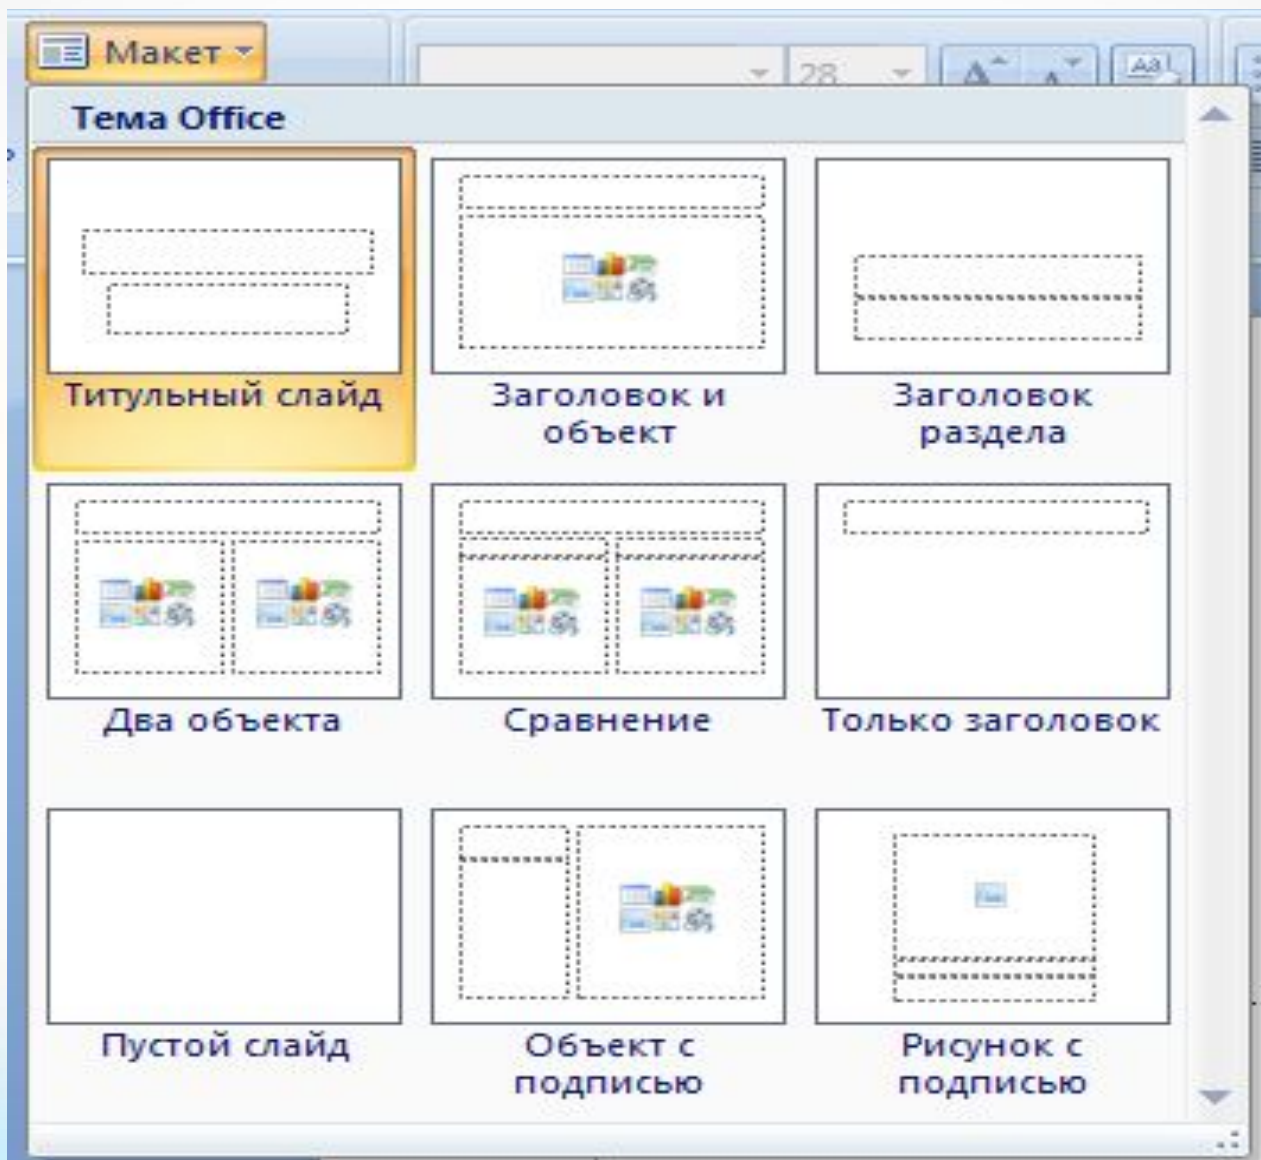 Макет
28
Aa
Тема Office
Титульный слайд
Заголовок и
объект
Заголовок
раздела
Два объекта
Сравнение
Только заголовок
Пустой слайд
Объект с
подписью
Рисунок с
подписью